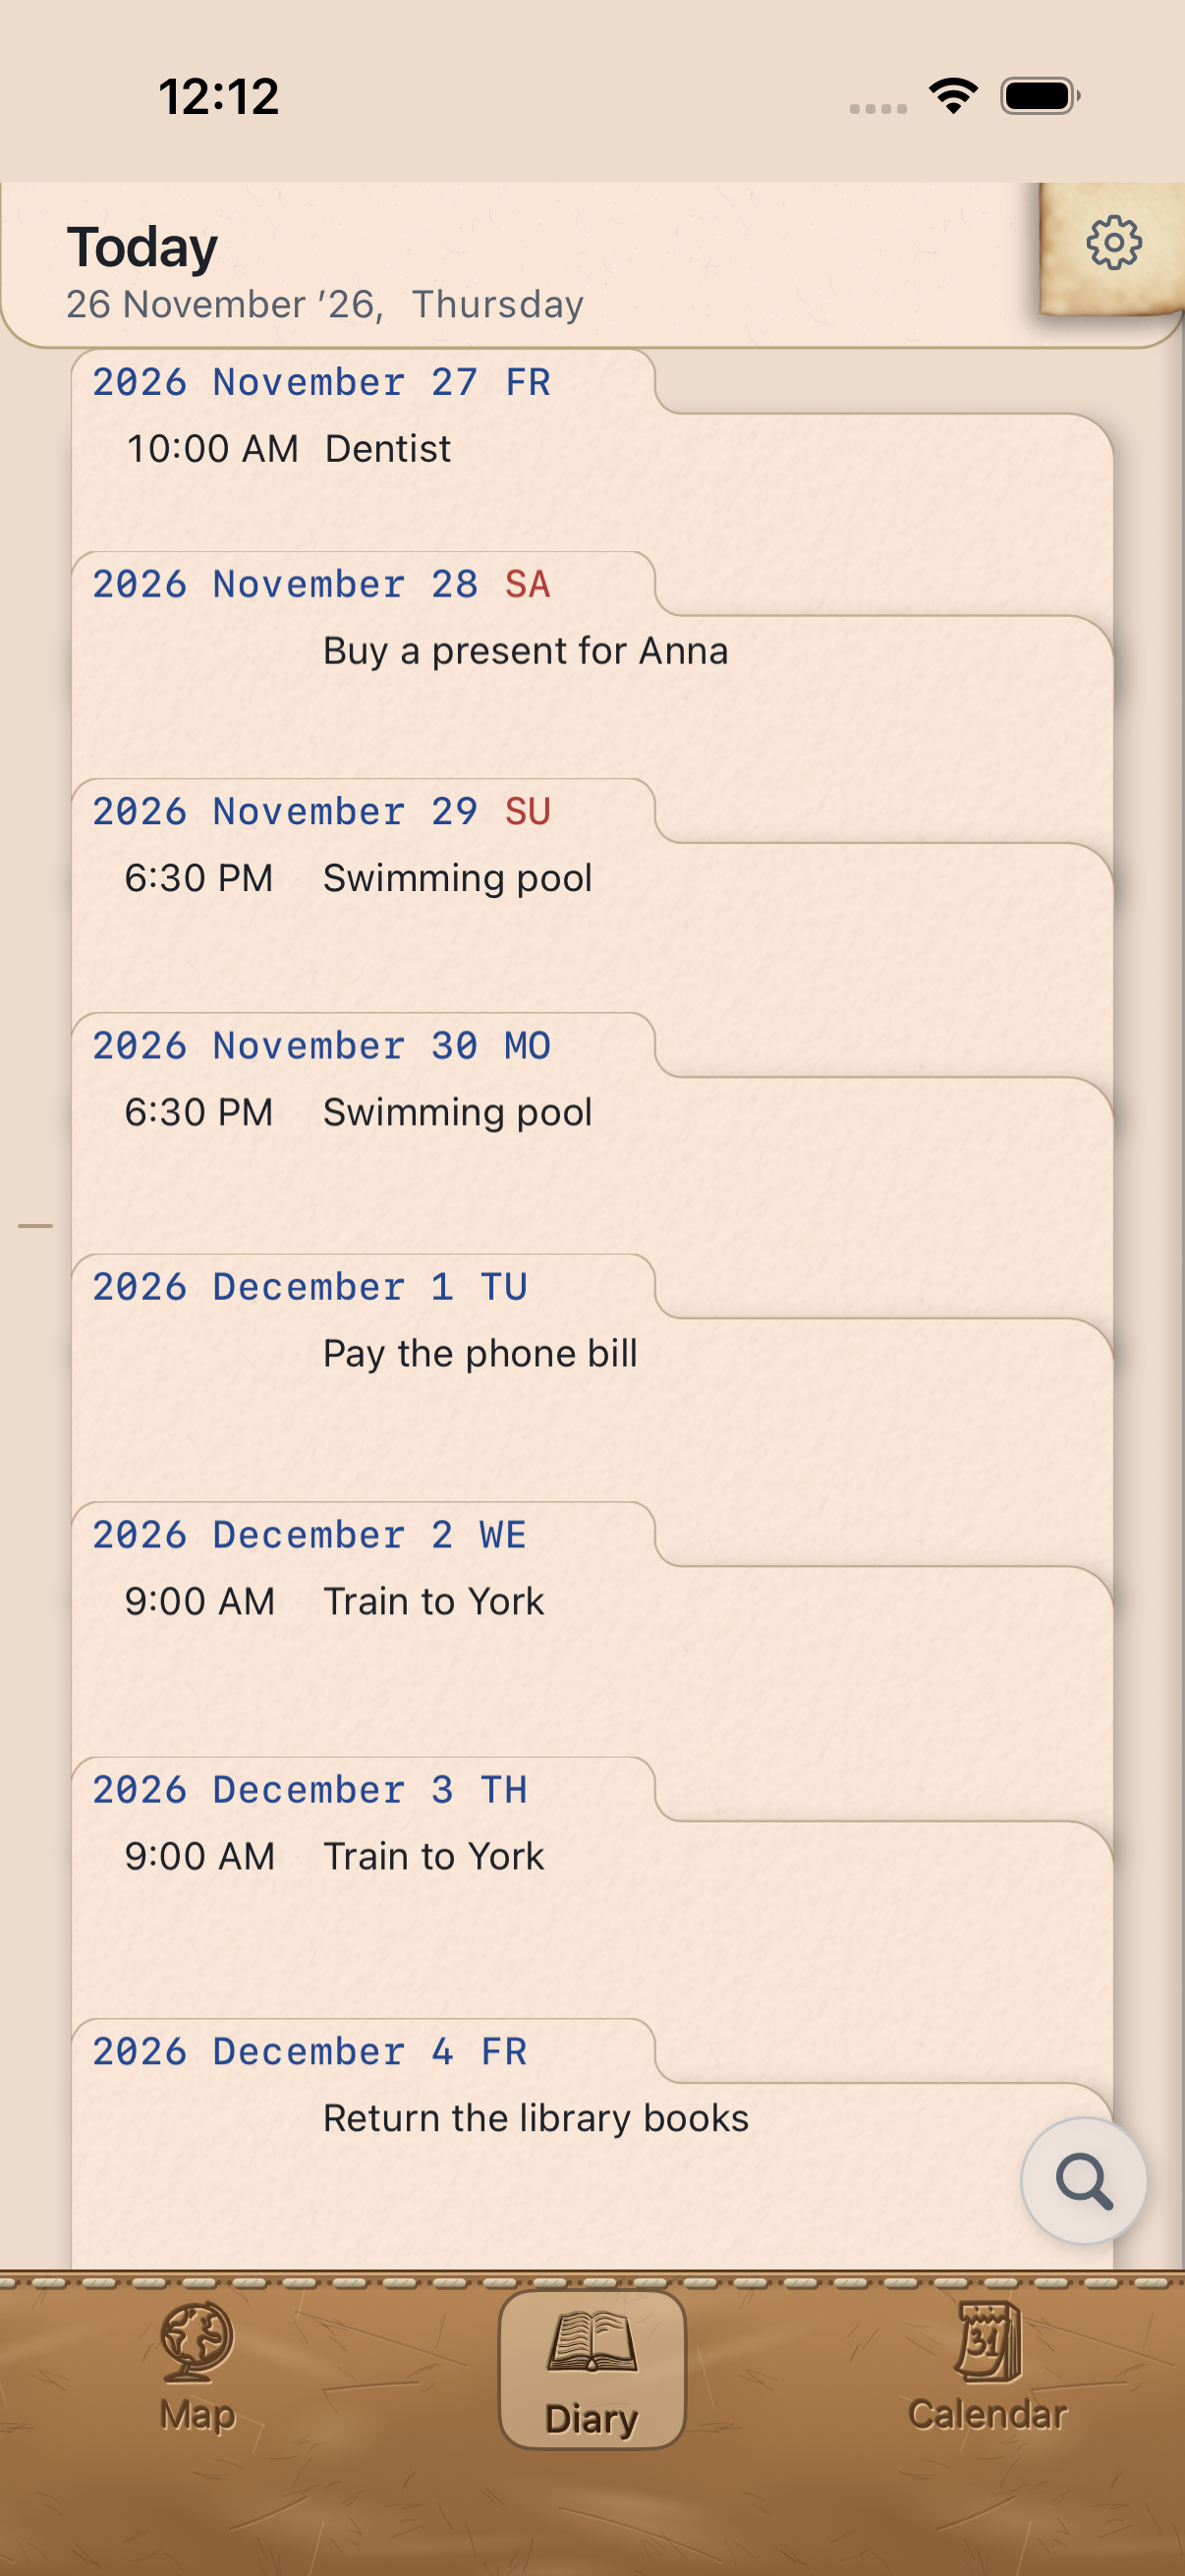 12:12
Today
26 November ’26, Thursday
2026 November 27 FR
10:00 AM Dentist
2026 November 28 SA
Buy a present for Anna
2026 November 29 SU
6:30 PM Swimming pool
2026 November 30 MO
6:30 PM Swimming pool
2026 December 1 TU
Pay the phone bill
2026 December 2 WE
9:00 AM Train to York
2026 December 3 TH
9:00 AM Train to York
2026 December 4 FR
Return the library books
31
Map Diary Calendar